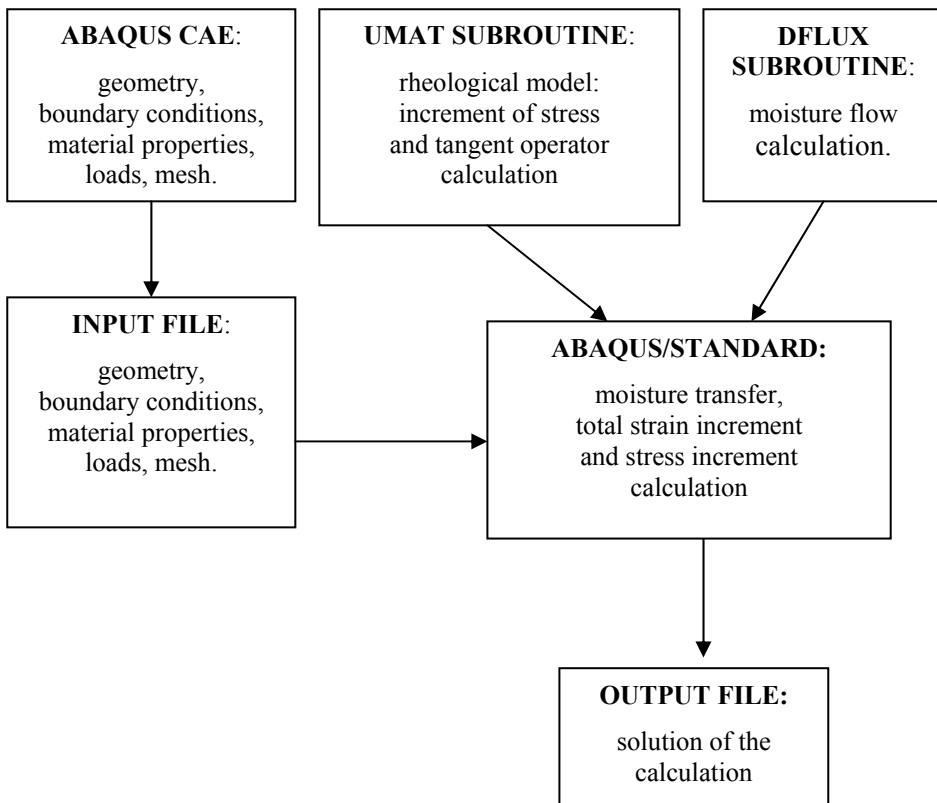 ABAQUS CAE:
geometry,
boundary conditions,
material properties,
loads, mesh.
UMAT SUBROUTINE:
rheological model:
increment of stress
and tangent operator
calculation
DFLUX
SUBROUTINE:
moisture flow
calculation.
INPUT FILE:
geometry,
boundary conditions,
material properties,
loads, mesh.
ABAQUS/STANDARD:
moisture transfer,
total strain increment
and stress increment
calculation
OUTPUT FILE:
solution of the
calculation